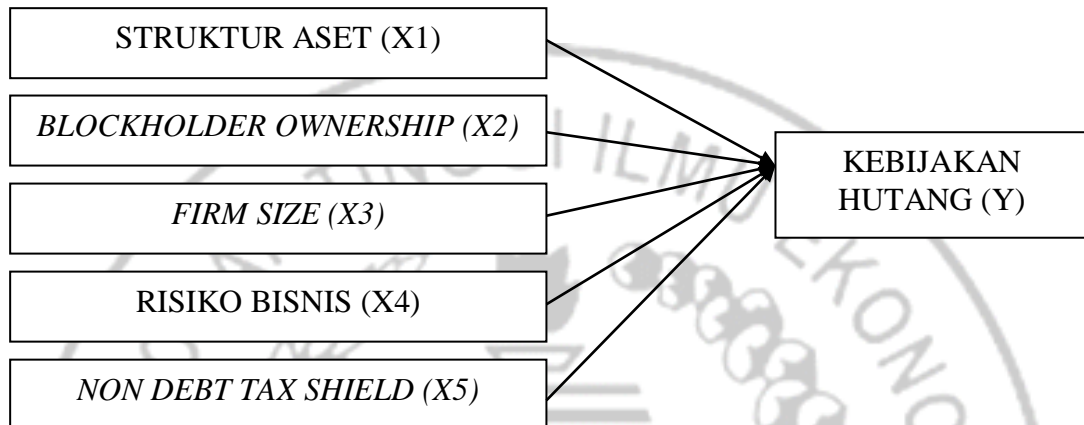 STRUKTUR ASET (X1)
BLOCKHOLDER OWNERSHIP (X2)
FIRM SIZE (X3)
RISIKO BISNIS (X4)
NON DEBT TAX SHIELD (X5)
KEBIJAKAN
HUTANG (Y)